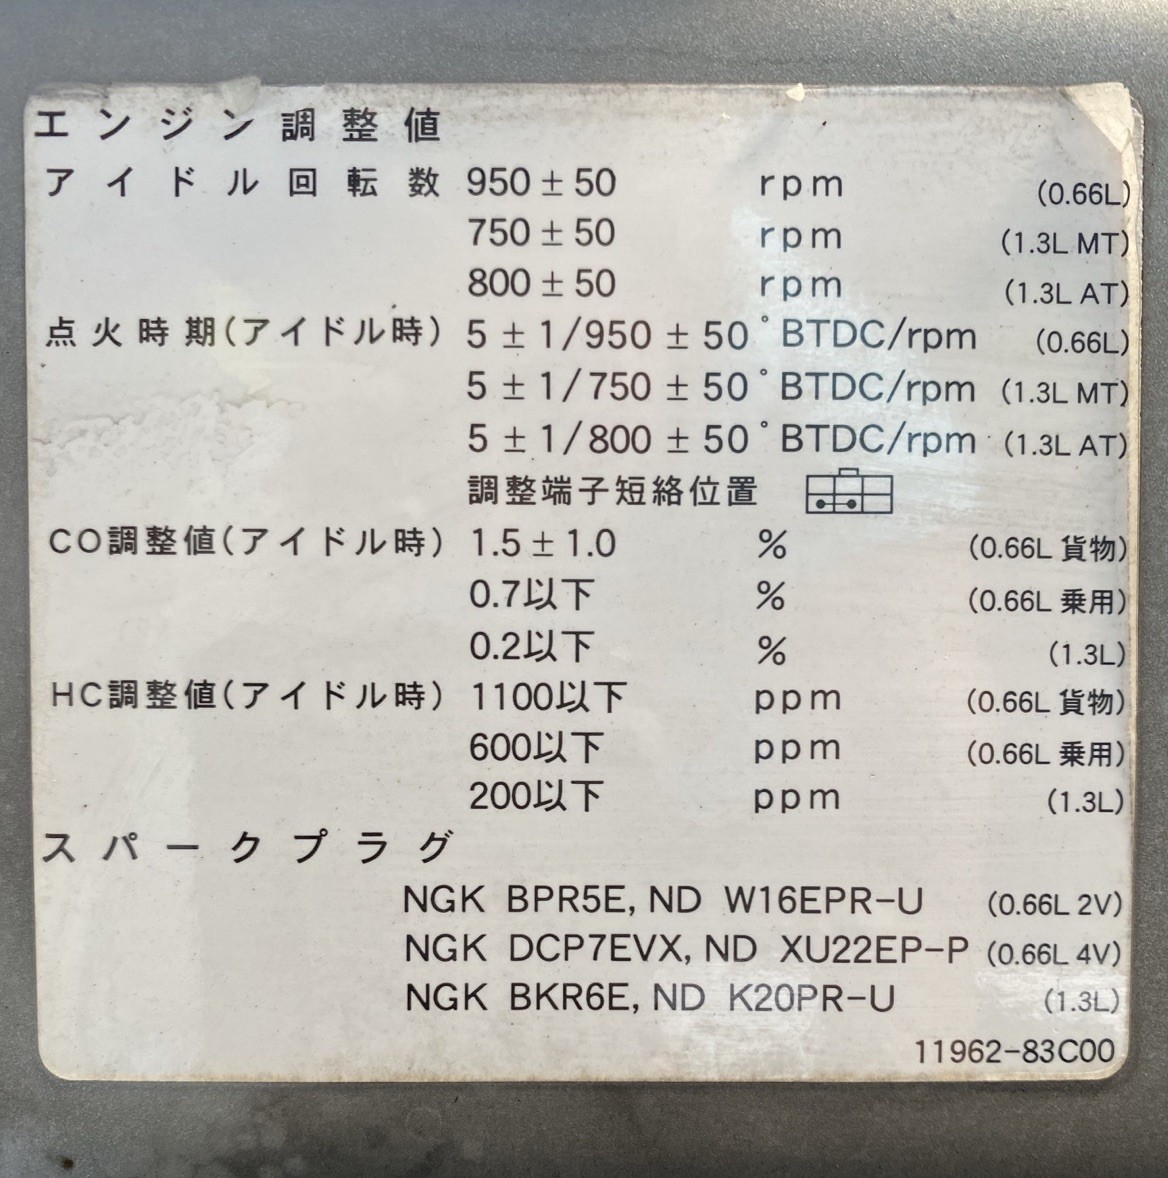 エンジン調整値
アイドル回転数 950±50 rpm (0.66L)
750±50 rpm (1.3L MT)
800±50 rpm (1.3L AT)
点火時期(アイドル時) 5±1/950±50 °BTDC/rpm (0.66L)
5±1/750±50 °BTDC/rpm (1.3L MT)
5±1/800±50 °BTDC/rpm (1.3L AT)
調整端子短絡位置
CO調整値(アイドル時) 1.5±1.0 % (0.66L 貨物)
0.7以下 % (0.66L 乗用)
0.2以下 % (1.3L)
HC調整値(アイドル時) 1100以下 ppm (0.66L 貨物)
600以下 ppm (0.66L 乗用)
200以下 ppm (1.3L)
スパークプラグ
NGK BPR5E, ND W16EPR-U (0.66L 2V)
NGK DCP7EVX, ND XU22EP-P (0.66L 4V)
NGK BKR6E, ND K20PR-U (1.3L)
11962-83C00